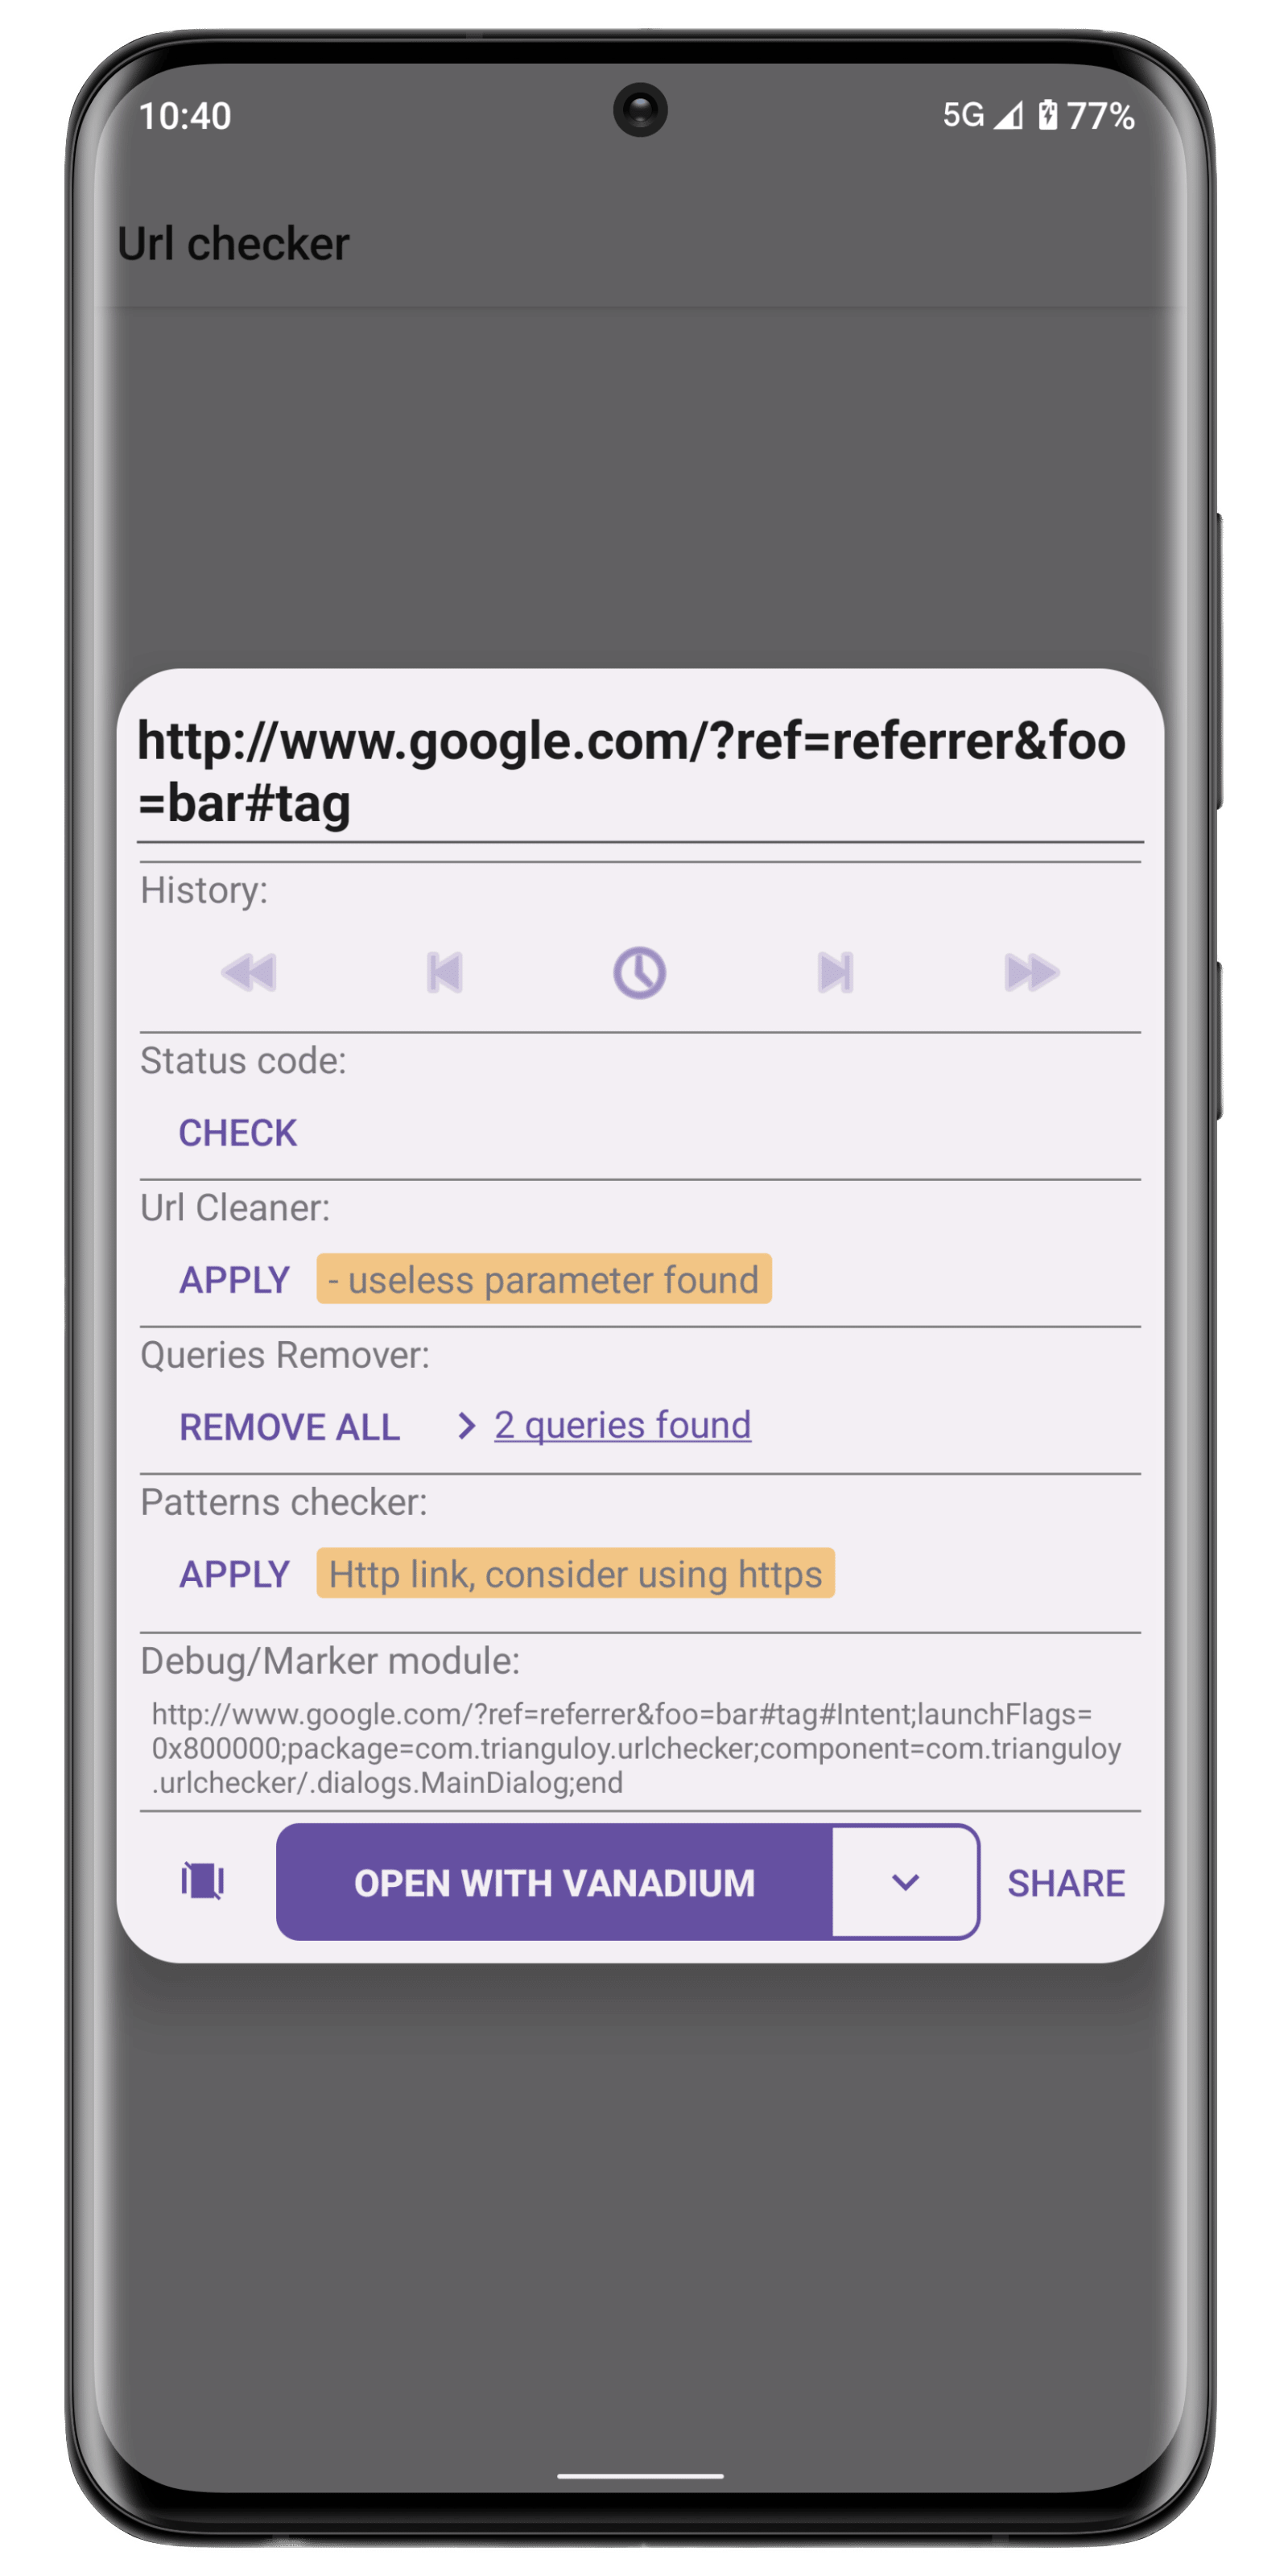 10:40
5G 77%
Url checker
http://www.google.com/?ref=referrer&foo
=bar#tag
History:
Status code:
CHECK
Url Cleaner:
APPLY - useless parameter found
Queries Remover:
REMOVE ALL 2 queries found
Patterns checker:
APPLY Http link, consider using https
Debug/Marker module:
http://www.google.com/?ref=referrer&foo=bar#tag#Intent;launchFlags=
0x800000;package=com.trianguloy.urlchecker;component=com.trianguloy
.urlchecker/.dialogs.MainDialog;end
OPEN WITH VANADIUM SHARE